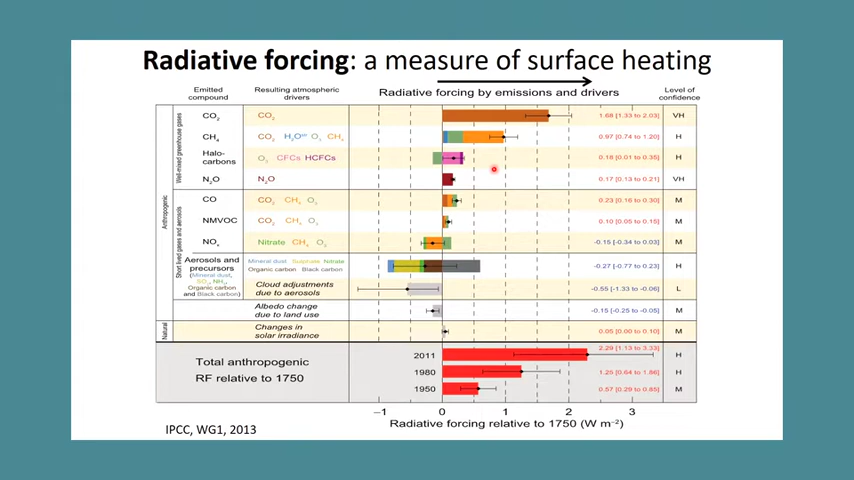 Radiative forcing: a measure of surface heating
Emitted compound
Resulting atmospheric drivers
Radiative forcing by emissions and drivers
Level of confidence
Anthropogenic
Well-mixed greenhouse gases
CO₂ CO₂ 1.68 [1.33 to 2.03] VH
CH₄ CO₂ H₂Oˢᵗʳ O₃ CH₄ 0.97 [0.74 to 1.20] H
Halo-carbons O₃ CFCs HCFCs 0.18 [0.01 to 0.35] H
N₂O N₂O 0.17 [0.13 to 0.21] VH
Short lived gases and aerosols
CO CO₂ CH₄ O₃ 0.23 [0.16 to 0.30] M
NMVOC CO₂ CH₄ O₃ 0.10 [0.05 to 0.15] M
NOₓ Nitrate CH₄ O₃ -0.15 [-0.34 to 0.03] M
Aerosols and precursors
(Mineral dust,
SO₂, NH₃,
Organic carbon
and Black carbon)
Mineral dust Sulphate Nitrate
Organic carbon Black carbon
-0.27 [-0.77 to 0.23] H
Cloud adjustments
due to aerosols
-0.55 [-1.33 to -0.06] L
Albedo change
due to land use
-0.15 [-0.25 to -0.05] M
Natural
Changes in
solar irradiance
0.05 [0.00 to 0.10] M
Total anthropogenic
RF relative to 1750
2011 2.29 [1.13 to 3.33] H
1980 1.25 [0.64 to 1.86] H
1950 0.57 [0.29 to 0.85] M
−1 0 1 2 3
Radiative forcing relative to 1750 (W m⁻²)
IPCC, WG1, 2013